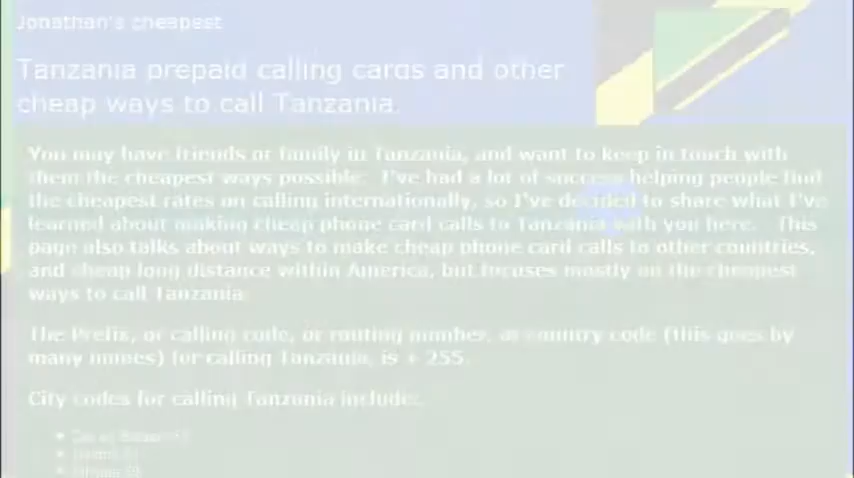 Jonathan's cheapest
Tanzania prepaid calling cards and other
cheap ways to call Tanzania.
You may have friends or family in Tanzania, and want to keep in touch with
them the cheapest ways possible. I've had a lot of success helping people find
the cheapest rates on calling internationally, so I've decided to share what I've
learned about making cheap phone card calls to Tanzania with you here. This
page also talks about ways to make cheap phone card calls to other countries,
and cheap long distance within America, but focuses mostly on the cheapest
ways to call Tanzania.
The Prefix, or calling code, or routing number, or country code (this goes by
many names) for calling Tanzania, is + 255.
City codes for calling Tanzania include: